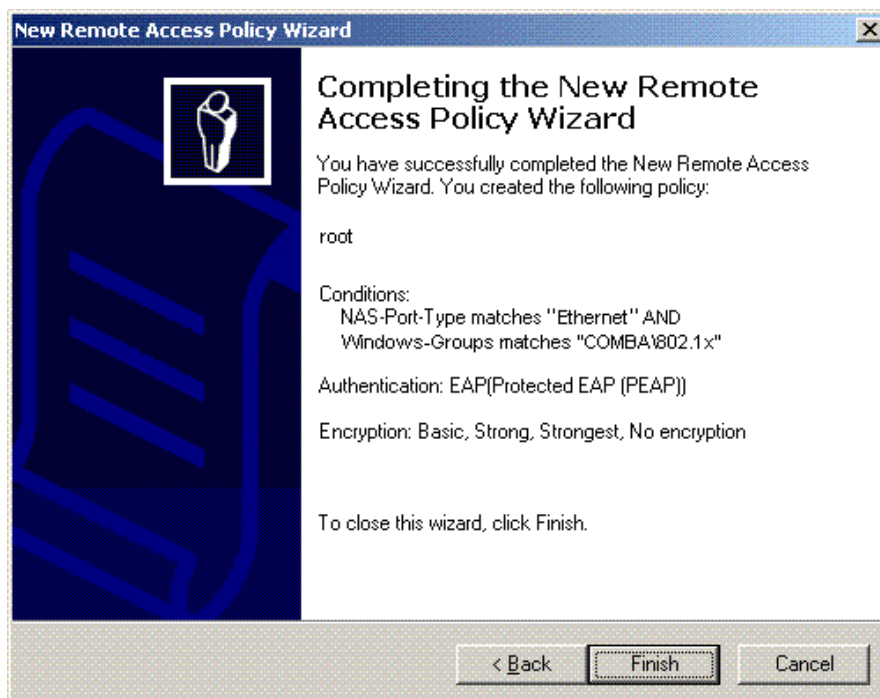 New Remote Access Policy Wizard
Completing the New Remote
Access Policy Wizard
You have successfully completed the New Remote Access
Policy Wizard. You created the following policy:
root
Conditions:
NAS-Port-Type matches "Ethernet" AND
Windows-Groups matches "COMBA\802.1x"
Authentication: EAP(Protected EAP (PEAP))
Encryption: Basic, Strong, Strongest, No encryption
To close this wizard, click Finish.
< Back
Finish
Cancel